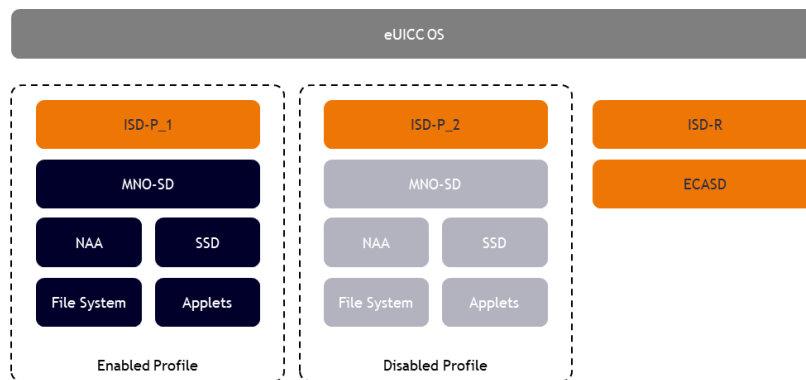 eUICC OS
ISD-P_1
MNO-SD
NAA
SSD
File System
Applets
Enabled Profile
ISD-P_2
MNO-SD
NAA
SSD
File System
Applets
Disabled Profile
ISD-R
ECASD